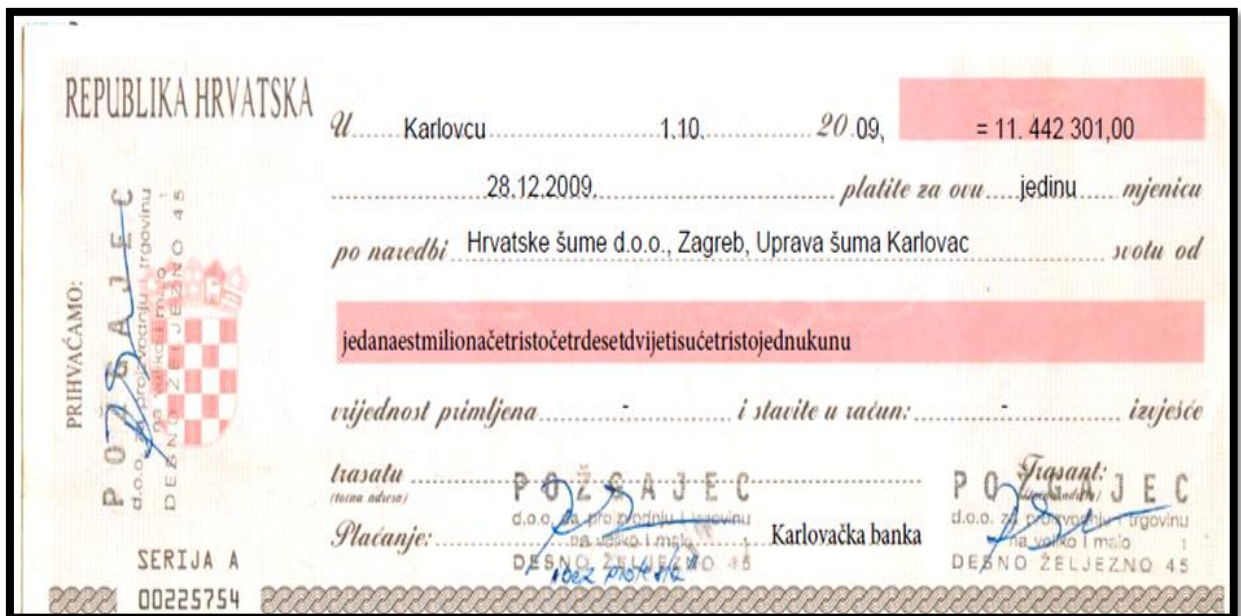 REPUBLIKA HRVATSKA
U Karlovcu 1.10. 20 09, = 11. 442 301,00
28.12.2009. platite za ovu jedinu mjenicu
po naredbi Hrvatske šume d.o.o., Zagreb, Uprava šuma Karlovac svotu od
jedanaestmilionačetristočetrdesetdvijetisućetristojednukunu
vrijednost primljena - i stavite u račun: - izvješće
trasatu
(točna adresa)
POŽGAJEC
d.o.o. za proizvodnju i trgovinu
na veliko i malo 1
DESNO ŽELJEZNO 45
"bez protesta"
Plaćanje: Karlovačka banka
Trasant:
POŽGAJEC
d.o.o. za proizvodnju i trgovinu
na veliko i malo 1
DESNO ŽELJEZNO 45
PRIHVAĆAMO:
POŽGAJEC
d.o.o. za proizvodnju i trgovinu
na veliko i malo
DESNO ŽELJEZNO 45
SERIJA A
00225754